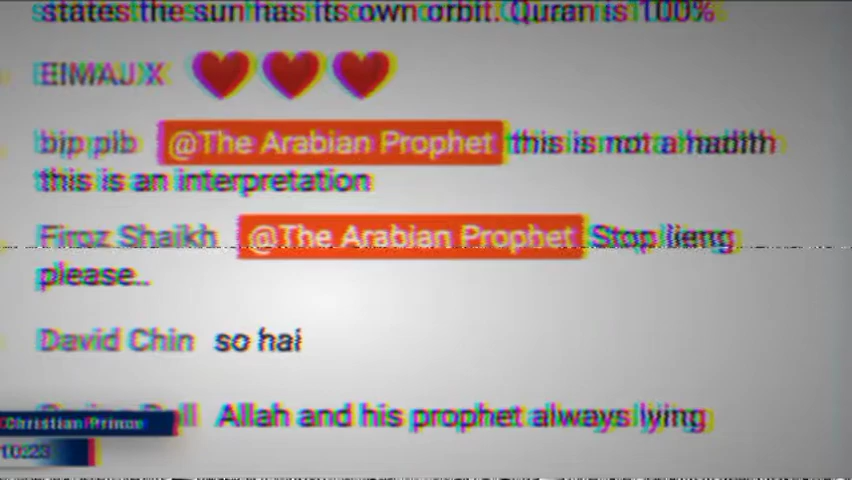 states the sun has its own orbit. Quran is 100%
EIMAJ X ❤️❤️❤️
bip pib @The Arabian Prophet this is not a hadith
this is an interpretation
Firoz Shaikh @The Arabian Prophet Stop lieng
please..
David Chin so hai
Allah and his prophet always lying
Christian Prince
10:23